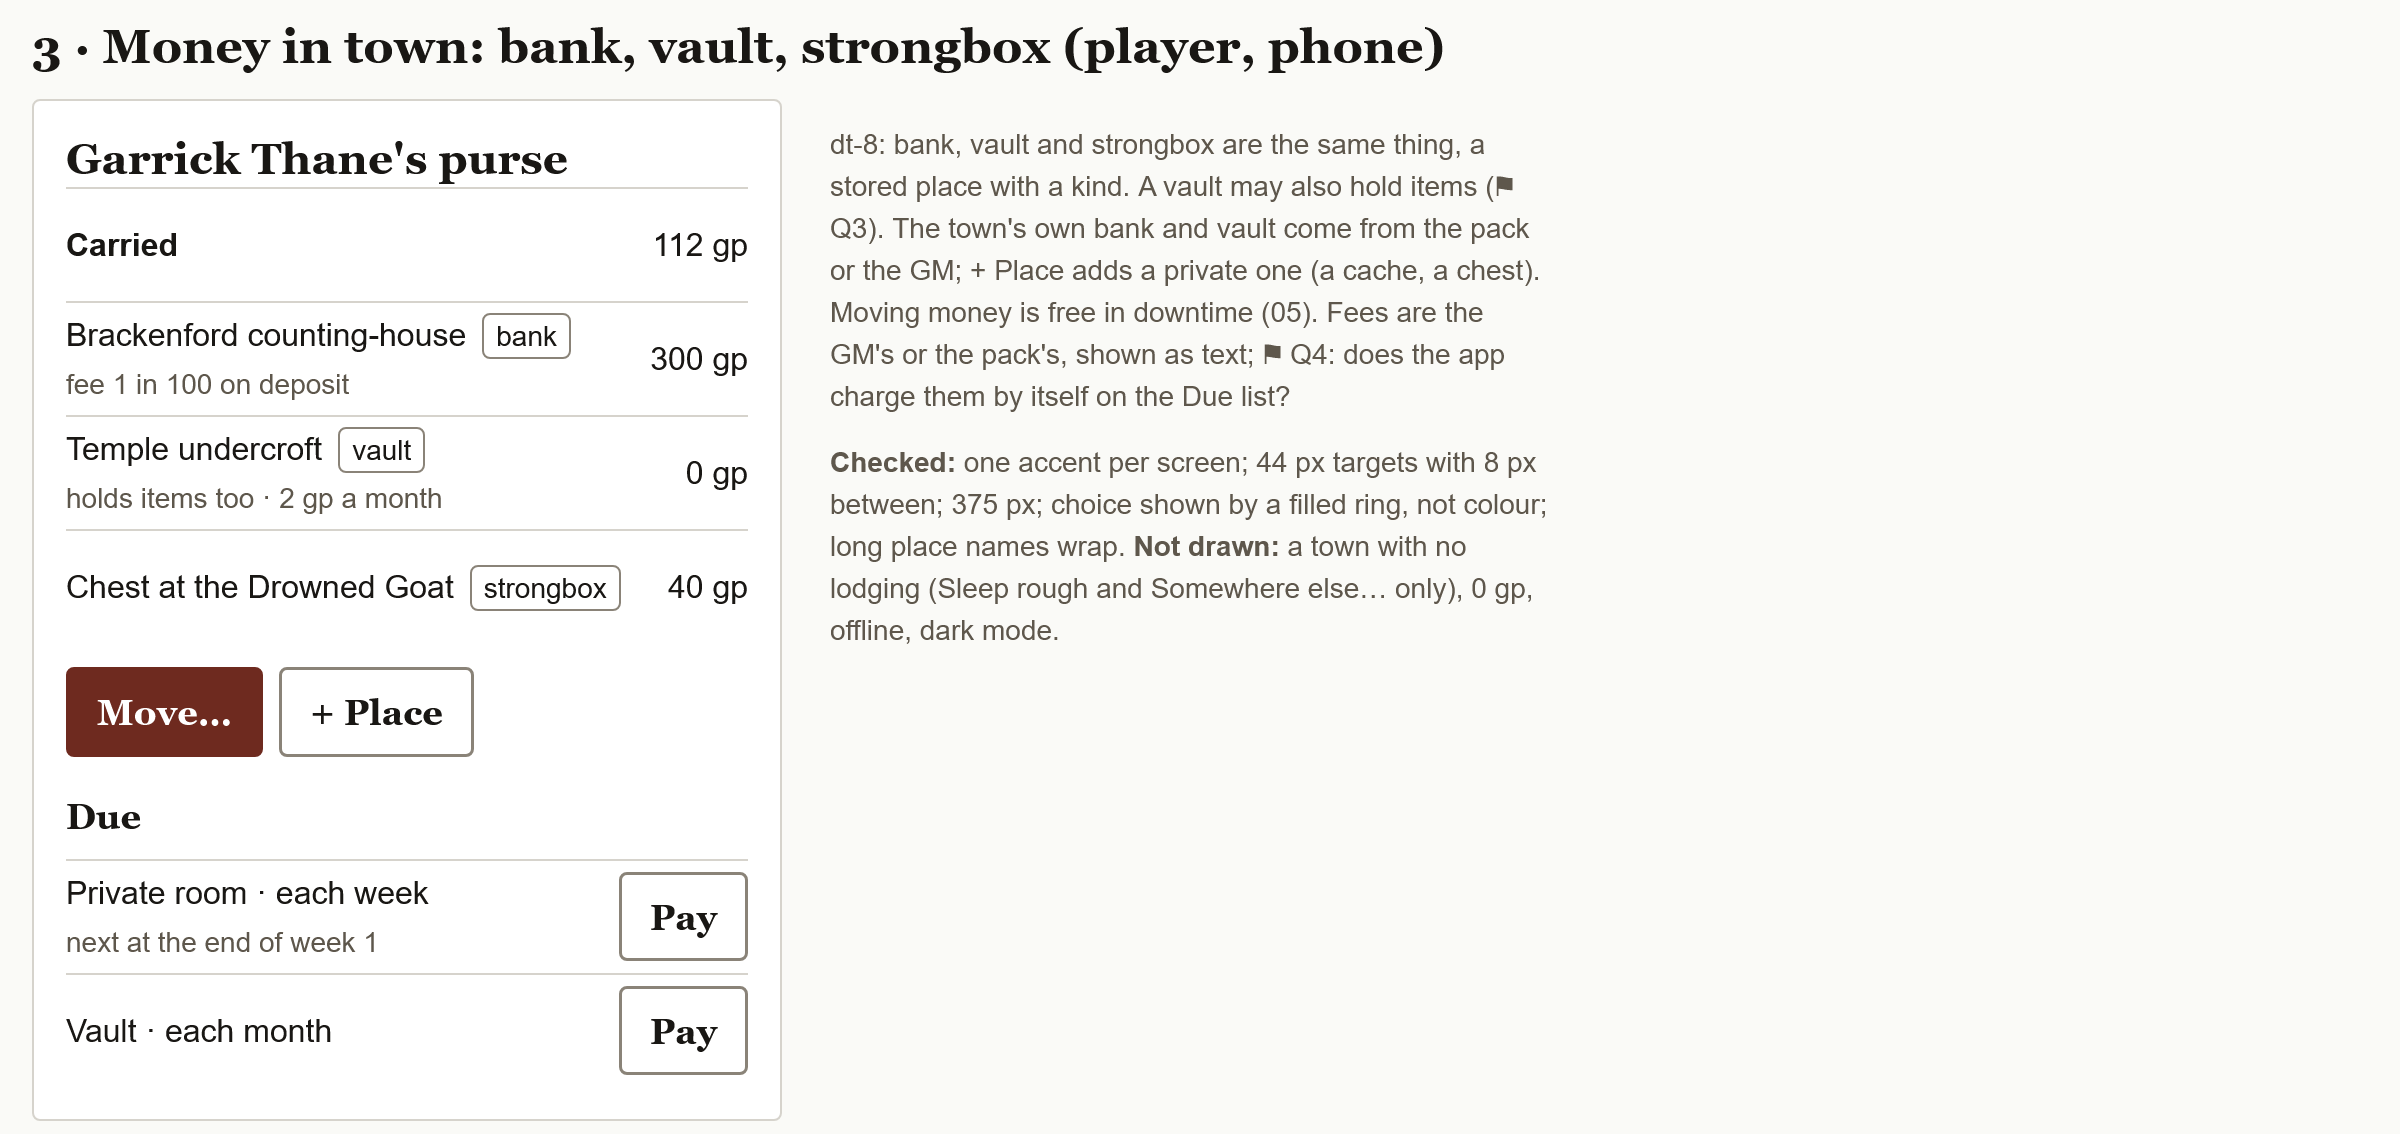 3 · Money in town: bank, vault, strongbox (player, phone)
Garrick Thane's purse
Carried 112 gp
Brackenford counting-house bank 300 gp
fee 1 in 100 on deposit
Temple undercroft vault 0 gp
holds items too · 2 gp a month
Chest at the Drowned Goat strongbox 40 gp
Move... + Place
Due
Private room · each week Pay
next at the end of week 1
Vault · each month Pay
dt-8: bank, vault and strongbox are the same thing, a
stored place with a kind. A vault may also hold items (⚑
Q3). The town's own bank and vault come from the pack
or the GM; + Place adds a private one (a cache, a chest).
Moving money is free in downtime (05). Fees are the
GM's or the pack's, shown as text; ⚑ Q4: does the app
charge them by itself on the Due list?
Checked: one accent per screen; 44 px targets with 8 px
between; 375 px; choice shown by a filled ring, not colour;
long place names wrap. Not drawn: a town with no
lodging (Sleep rough and Somewhere else… only), 0 gp,
offline, dark mode.